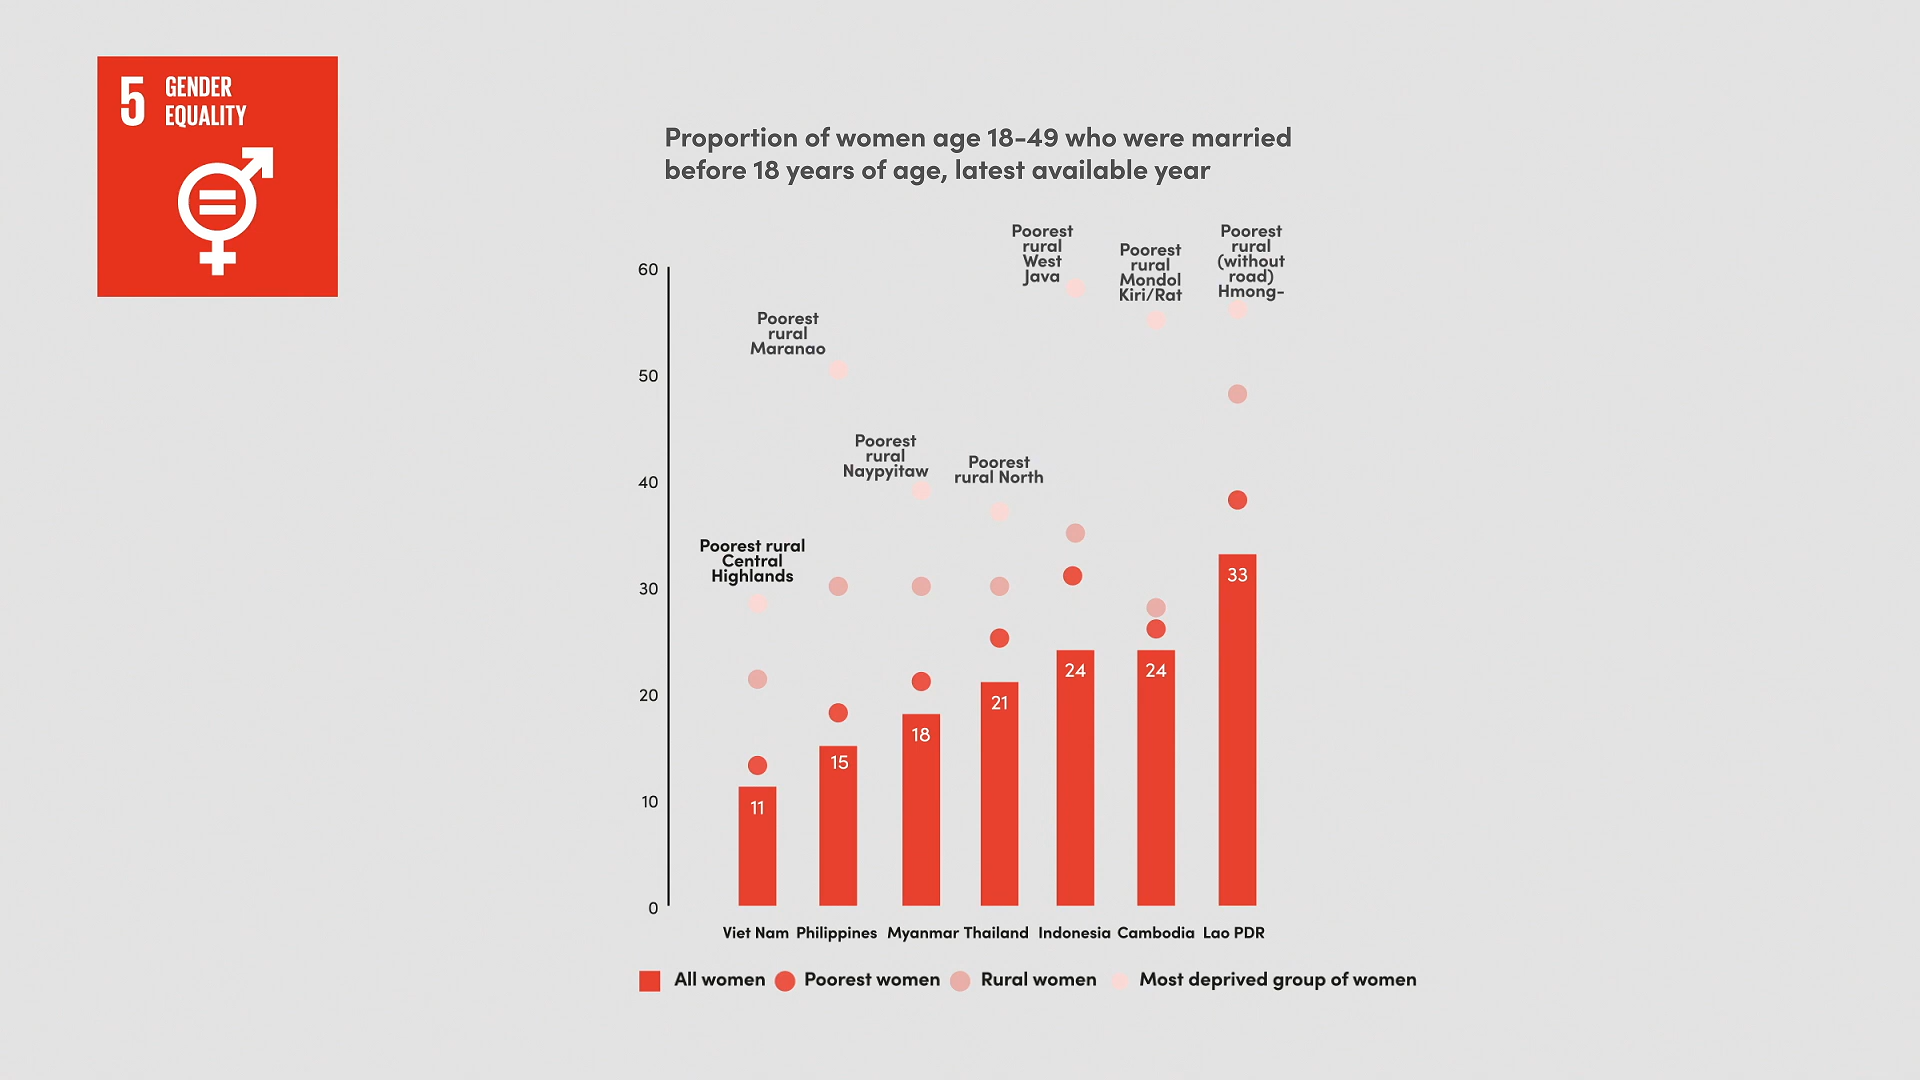 5 GENDER
EQUALITY
Proportion of women age 18-49 who were married
before 18 years of age, latest available year
60
50
40
30
20
10
0
Poorest rural
Central
Highlands
Poorest
rural
Maranao
Poorest
rural
Naypyitaw
Poorest
rural North
Poorest
rural
West
Java
Poorest
rural
Mondol
Kiri/Rat
Poorest
rural
(without
road)
Hmong-
11
15
18
21
24
24
33
Viet Nam Philippines Myanmar Thailand Indonesia Cambodia Lao PDR
All women Poorest women Rural women Most deprived group of women